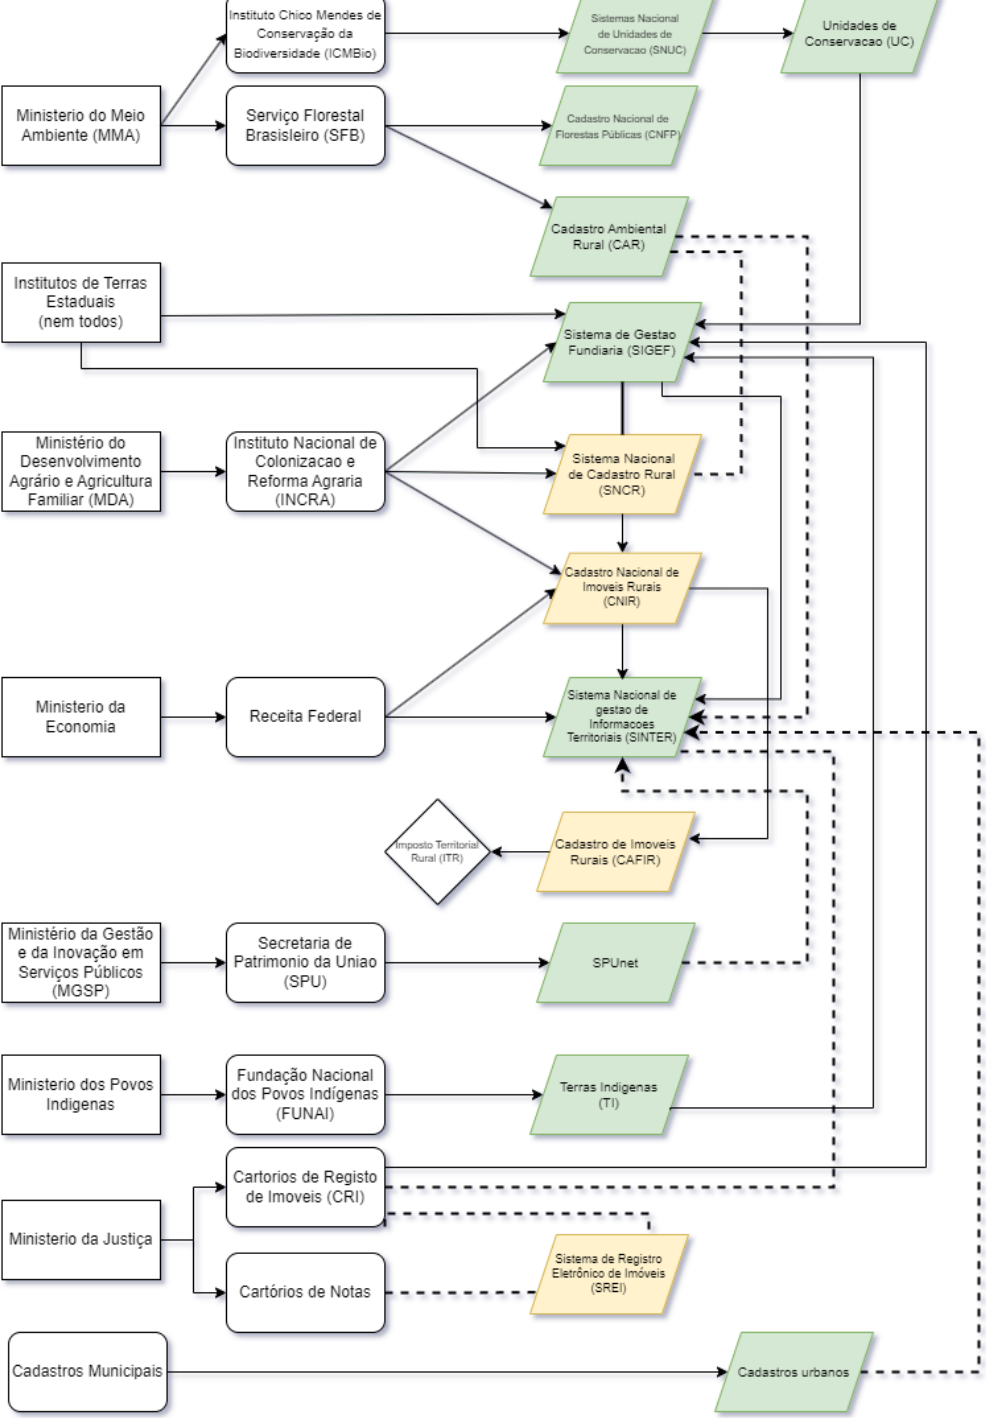 Instituto Chico Mendes de
Conservação da
Biodiversidade (ICMBio)
Sistemas Nacional
de Unidades de
Conservacao (SNUC)
Unidades de
Conservacao (UC)
Ministerio do Meio
Ambiente (MMA)
Serviço Florestal
Brasisleiro (SFB)
Cadastro Nacional de
Florestas Públicas (CNFP)
Cadastro Ambiental
Rural (CAR)
Institutos de Terras
Estaduais
(nem todos)
Sistema de Gestao
Fundiaria (SIGEF)
Ministério do
Desenvolvimento
Agrário e Agricultura
Familiar (MDA)
Instituto Nacional de
Colonizacao e
Reforma Agraria
(INCRA)
Sistema Nacional
de Cadastro Rural
(SNCR)
Cadastro Nacional de
Imoveis Rurais
(CNIR)
Ministerio da
Economia
Receita Federal
Sistema Nacional de
gestao de
Informacoes
Territoriais (SINTER)
Imposto Territorial
Rural (ITR)
Cadastro de Imoveis
Rurais (CAFIR)
Ministério da Gestão
e da Inovação em
Serviços Públicos
(MGSP)
Secretaria de
Patrimonio da Uniao
(SPU)
SPUnet
Ministerio dos Povos
Indigenas
Fundação Nacional
dos Povos Indígenas
(FUNAI)
Terras Indigenas
(TI)
Cartorios de Registo
de Imoveis (CRI)
Ministerio da Justiça
Sistema de Registro
Eletrônico de Imóveis
(SREI)
Cartórios de Notas
Cadastros Municipais
Cadastros urbanos